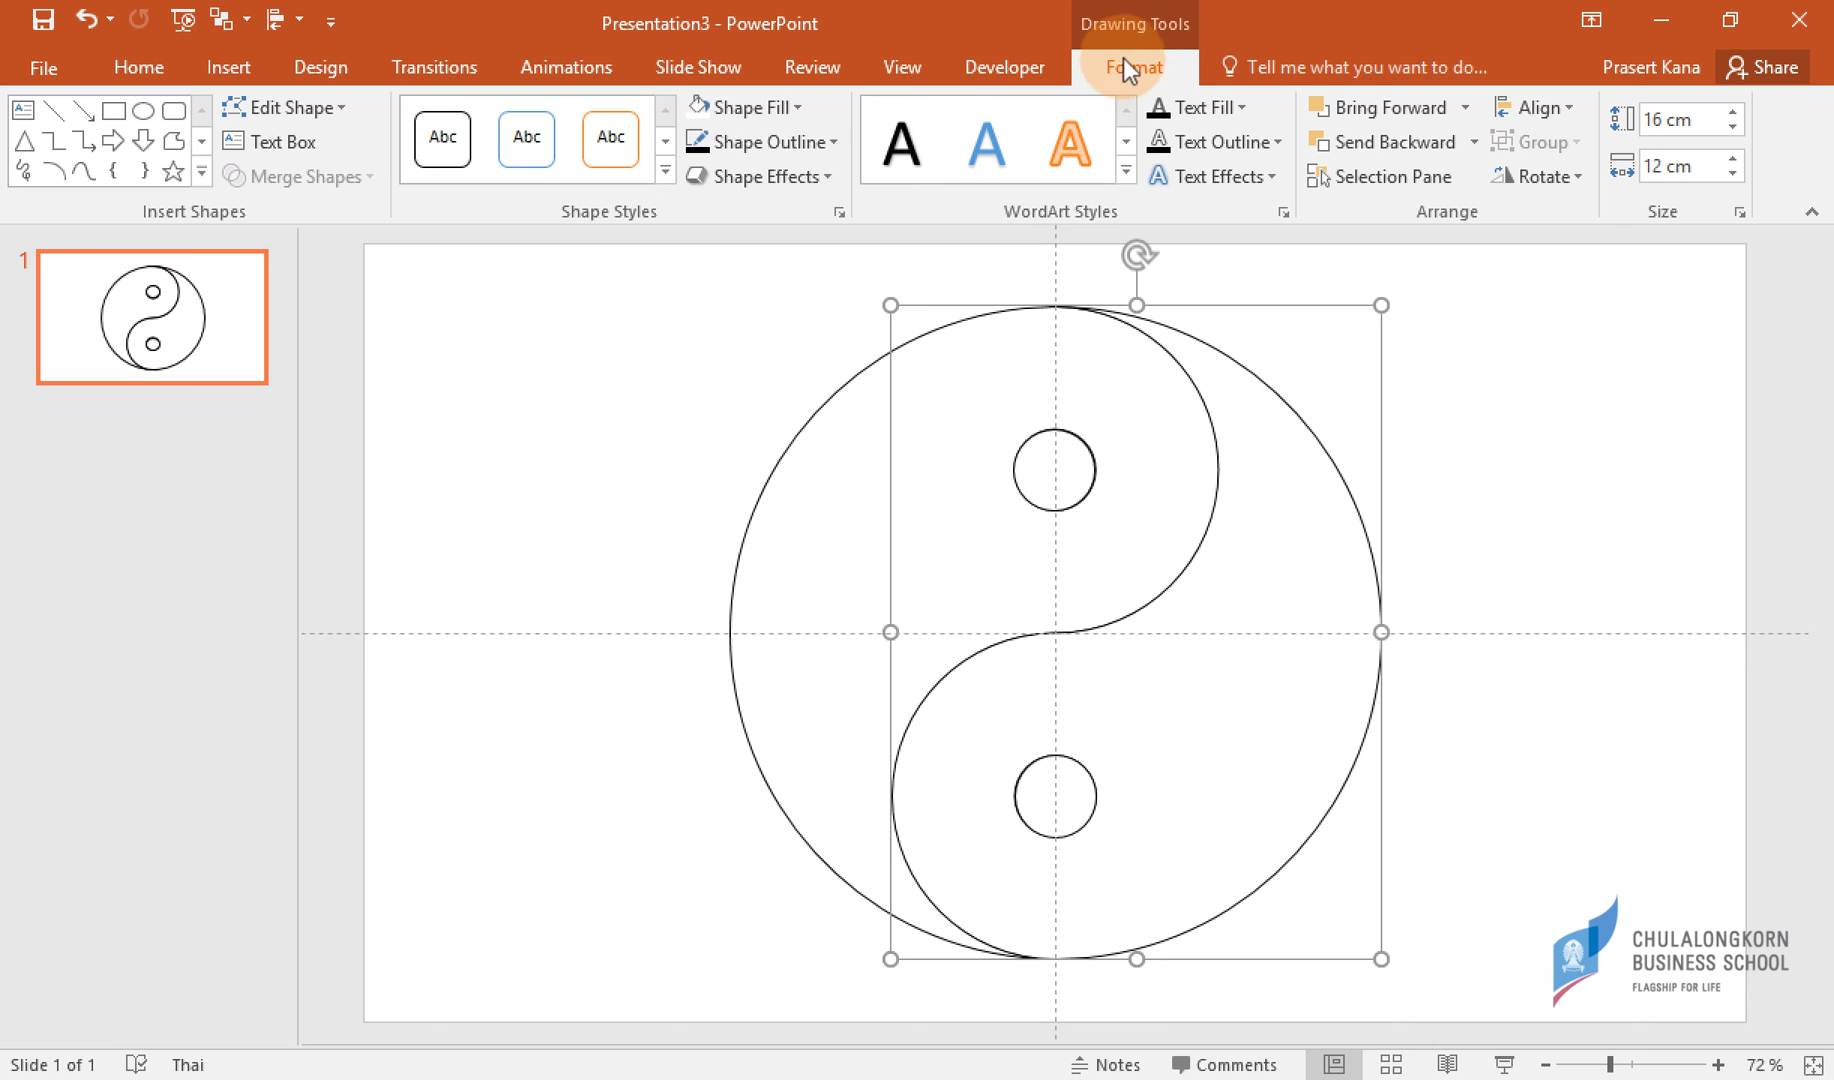 Presentation3 - PowerPoint
Drawing Tools
File Home Insert Design Transitions Animations Slide Show Review View Developer Format Tell me what you want to do... Prasert Kana Share
Edit Shape
Text Box
Merge Shapes
Insert Shapes
Abc Abc Abc
Shape Fill
Shape Outline
Shape Effects
Shape Styles
A A A
Text Fill
Text Outline
Text Effects
WordArt Styles
Bring Forward
Send Backward
Selection Pane
Align
Group
Rotate
Arrange
16 cm
12 cm
Size
1
CHULALONGKORN
BUSINESS SCHOOL
FLAGSHIP FOR LIFE
Slide 1 of 1 Thai Notes Comments 72 %